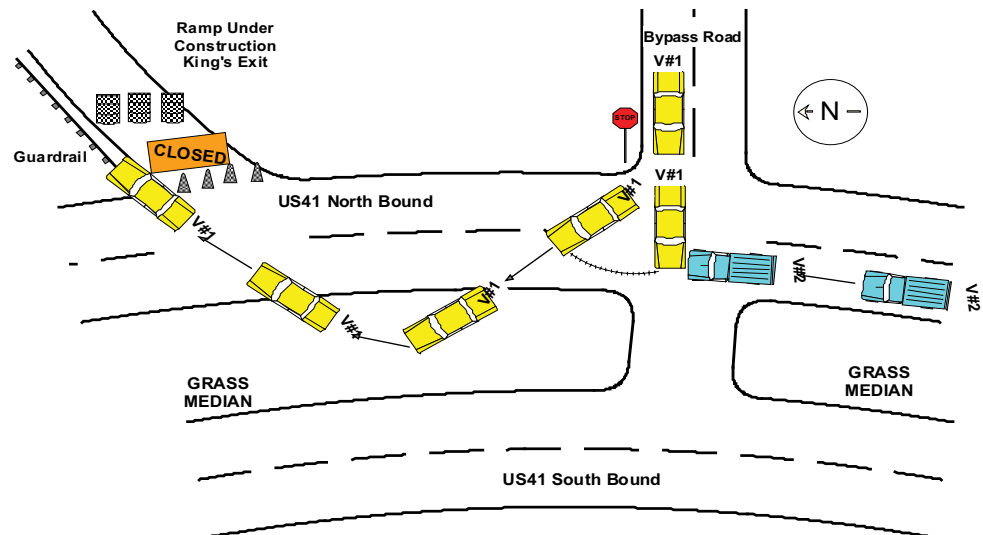 Ramp Under
Construction
King's Exit
Bypass Road
V#1
STOP
N
CLOSED
Guardrail
V#1
V#1
US41 North Bound
V#1
V#1
V#1
V#2
V#2
V#1
GRASS
MEDIAN
GRASS
MEDIAN
US41 South Bound